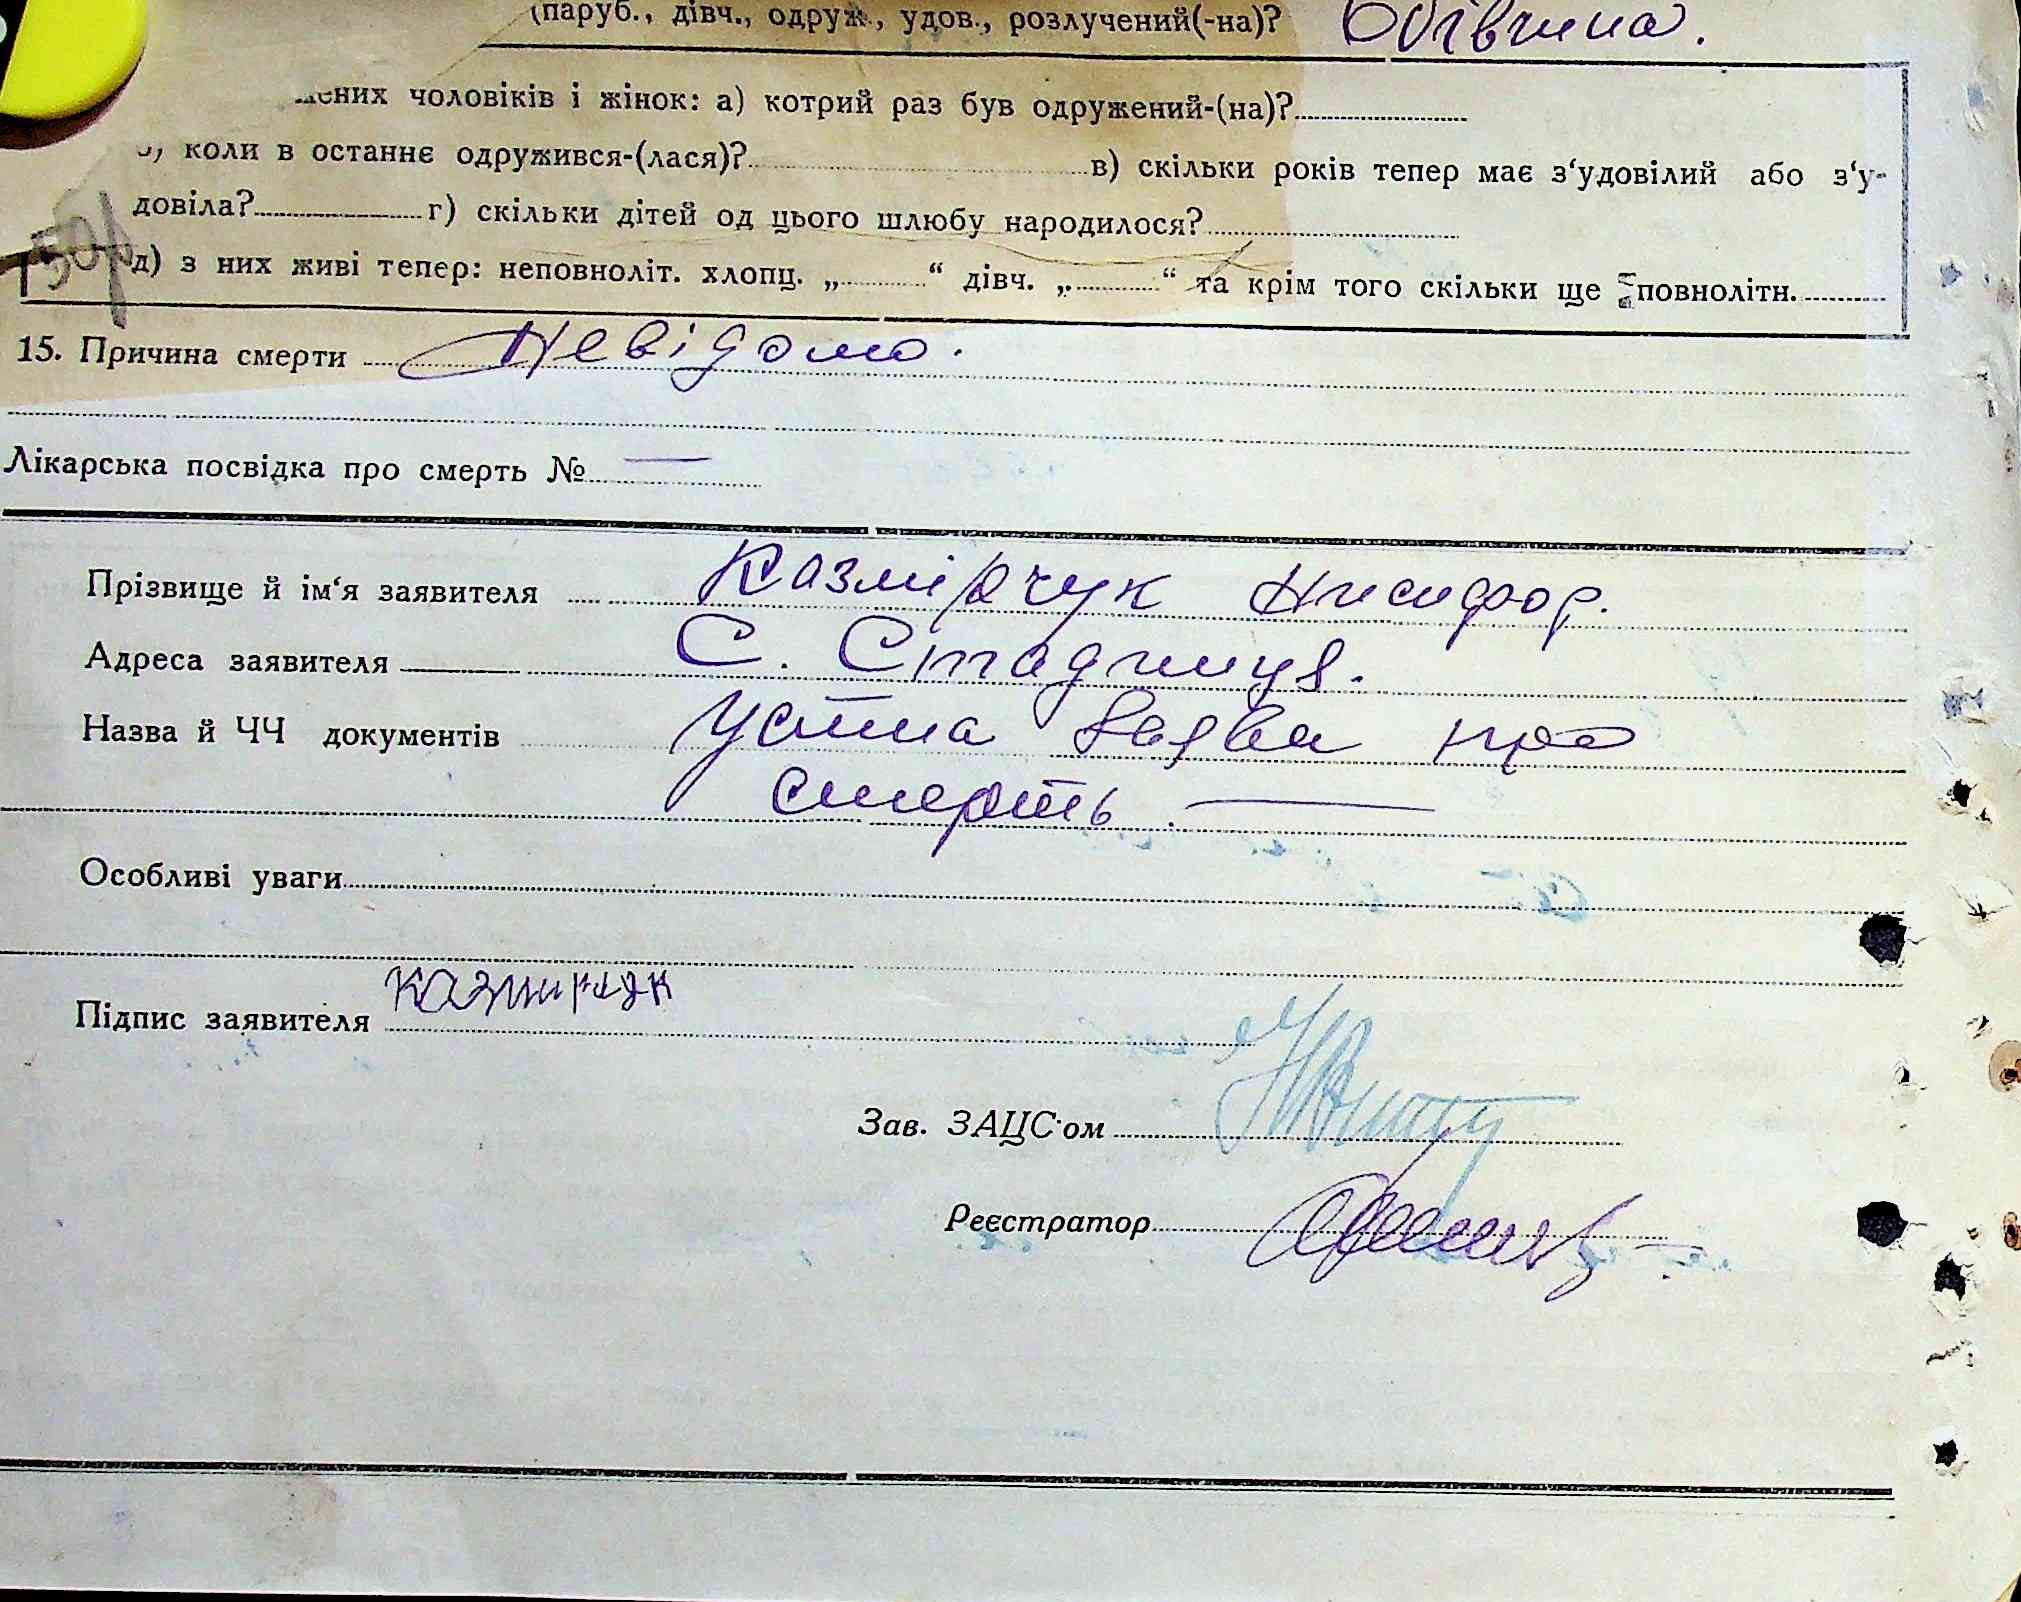 (паруб., дівч., одруж., удов., розлучений(-на)? дівчина.
чоловіків і жінок: а) котрий раз був одружений-(на)?
коли в останнє одружився-(лася)? в) скільки років тепер має з‘удовілий або з‘у-
довіла? г) скільки дітей од цього шлюбу народилося?
150р
д) з них живі тепер: неповноліт. хлопц. „ “ дівч. „ “ та крім того скільки ще повнолітн.
15. Причина смерти Невідомо.
Лікарська посвідка про смерть № —
Прізвище й ім‘я заявителя Казмірчук Нисифор.
Адреса заявителя С. Стадниця.
Назва й ЧЧ документів Устна заява про
смерть. —
Особливі уваги
Підпис заявителя Казмирчук
Зав. ЗАЦС‘ом
Реєстратор